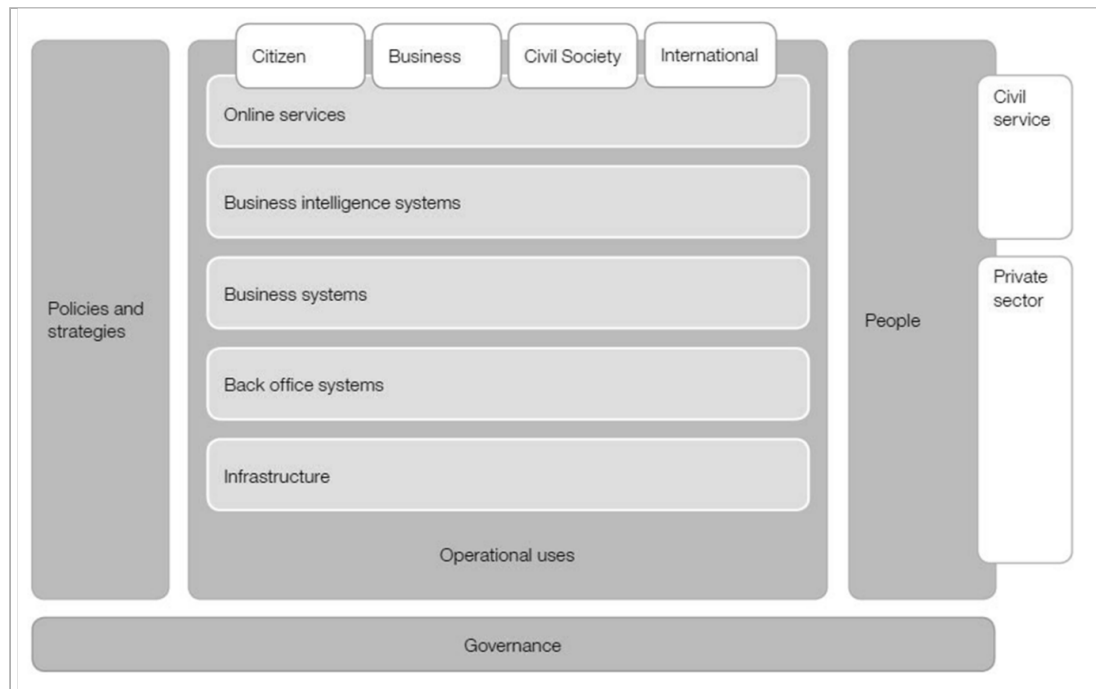 Citizen
Business
Civil Society
International
Online services
Business intelligence systems
Business systems
Back office systems
Infrastructure
Operational uses
Policies and
strategies
People
Civil
service
Private
sector
Governance